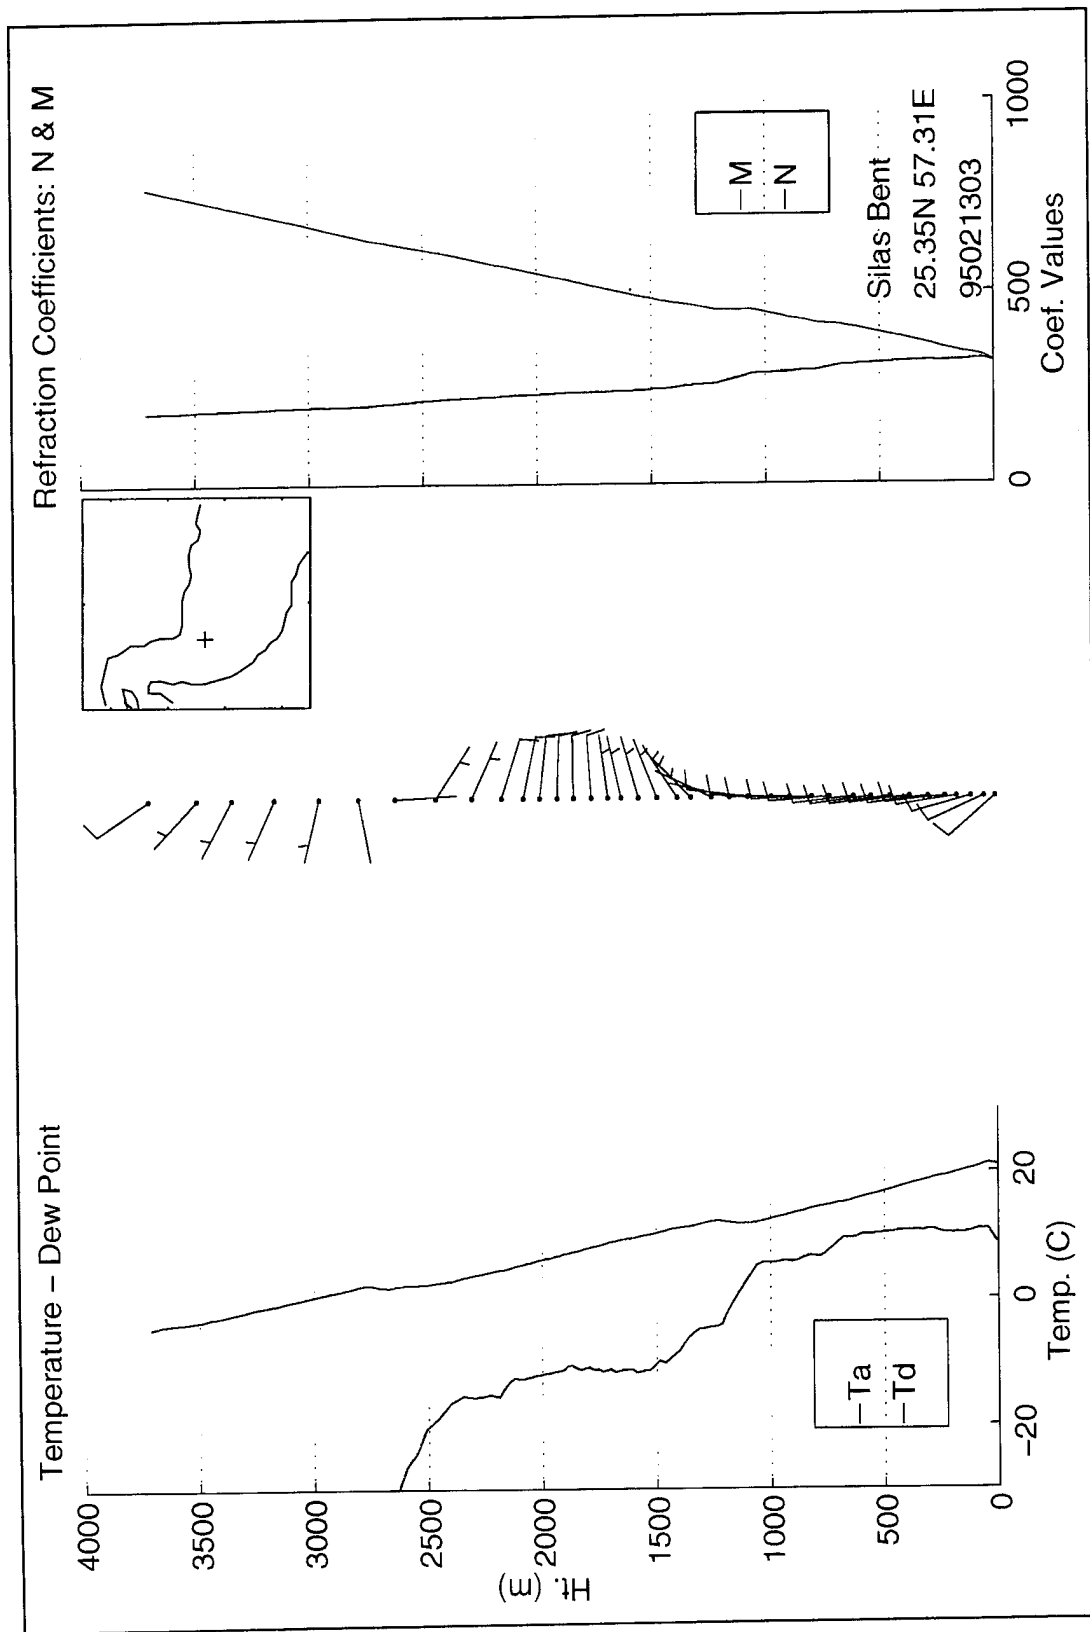 Temperature – Dew Point
4000
3500
3000
2500
2000
1500
1000
500
0
Ht. (m)
–20
0
20
Temp. (C)
Ta
Td
Refraction Coefficients: N & M
M
N
Silas Bent
25.35N 57.31E
95021303
0
500
1000
Coef. Values